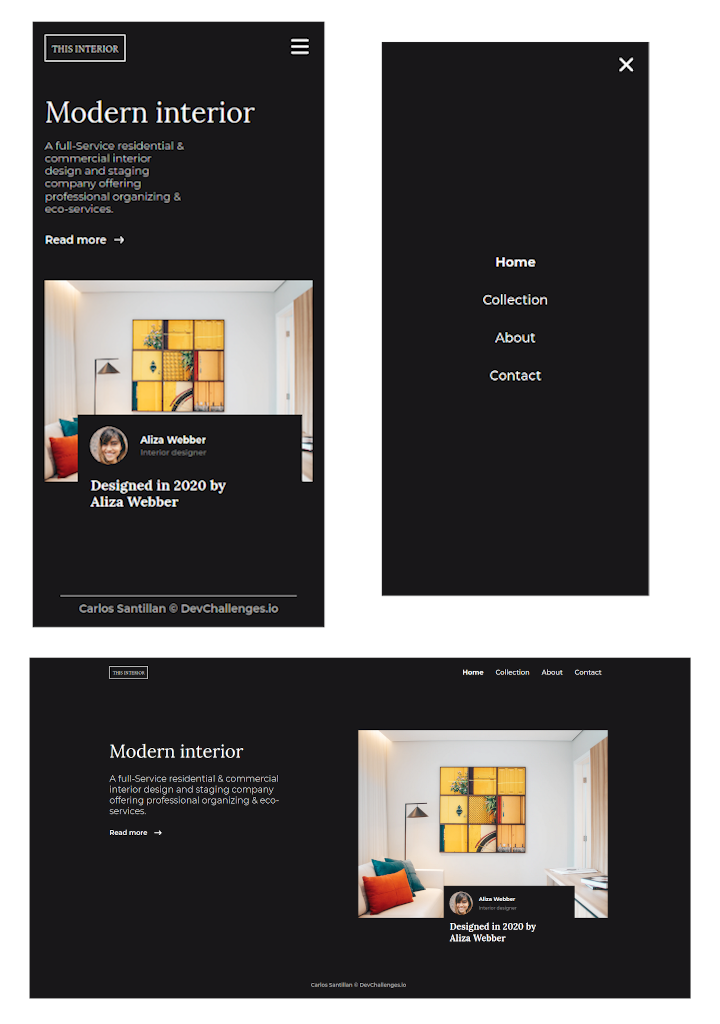 THIS INTERIOR
Modern interior
A full-Service residential &
commercial interior
design and staging
company offering
professional organizing &
eco-services.
Read more →
Aliza Webber
Interior designer
Designed in 2020 by
Aliza Webber
Carlos Santillan © DevChallenges.io
Home
Collection
About
Contact
THIS INTERIOR
Home Collection About Contact
Modern interior
A full-Service residential & commercial
interior design and staging company
offering professional organizing & eco-
services.
Read more →
Aliza Webber
Interior designer
Designed in 2020 by
Aliza Webber
Carlos Santillan © DevChallenges.io